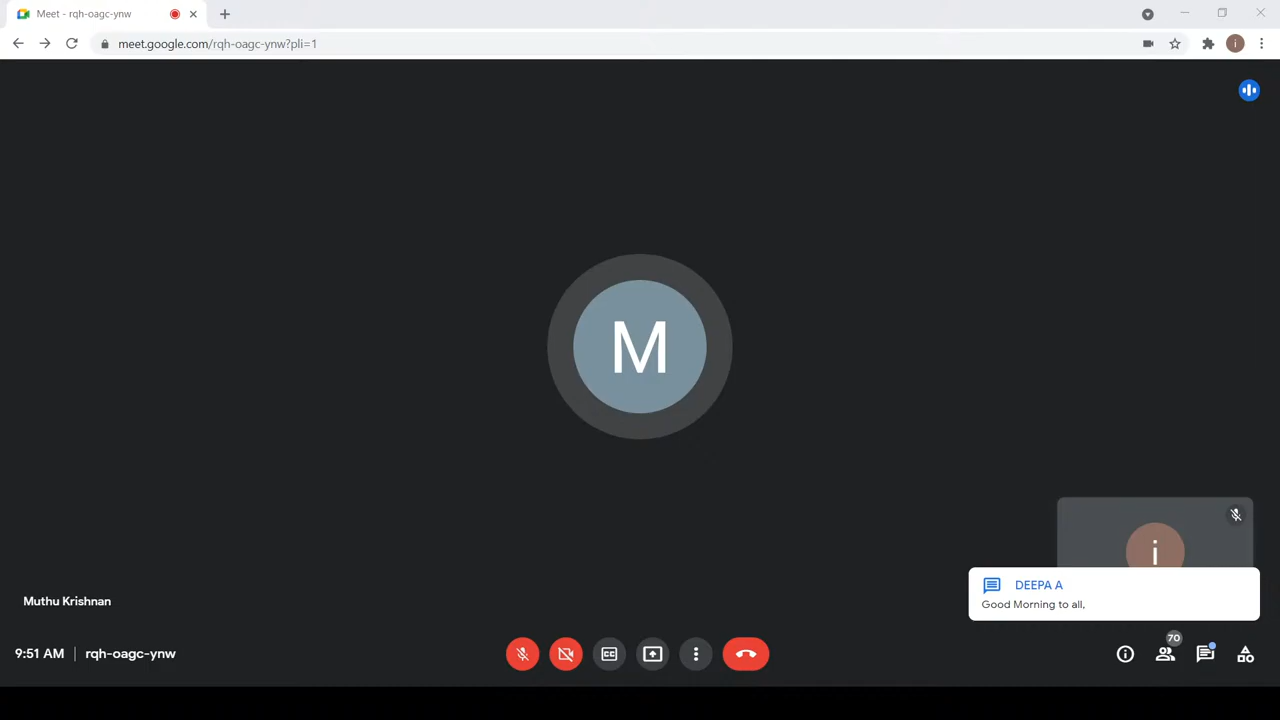 Meet - rqh-oagc-ynw
meet.google.com/rqh-oagc-ynw?pli=1
i
M
i
DEEPA A
Good Morning to all,
Muthu Krishnan
9:51 AM | rqh-oagc-ynw
CC
70